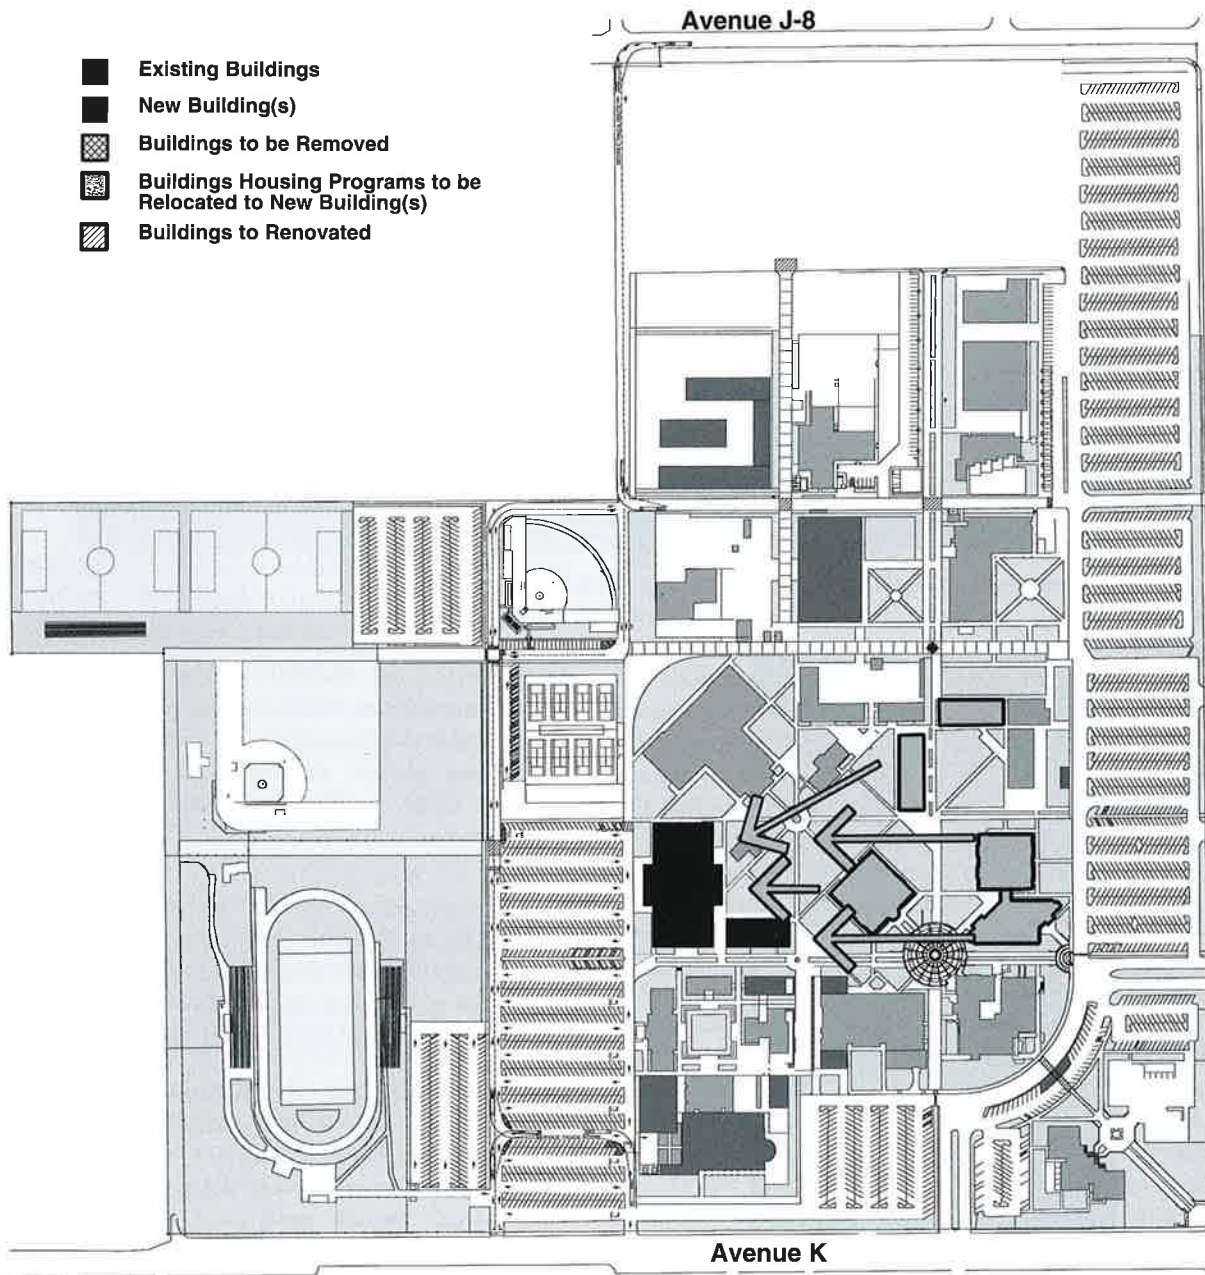 Avenue J-8
Existing Buildings
New Building(s)
Buildings to be Removed
Buildings Housing Programs to be
Relocated to New Building(s)
Buildings to Renovated
Avenue K